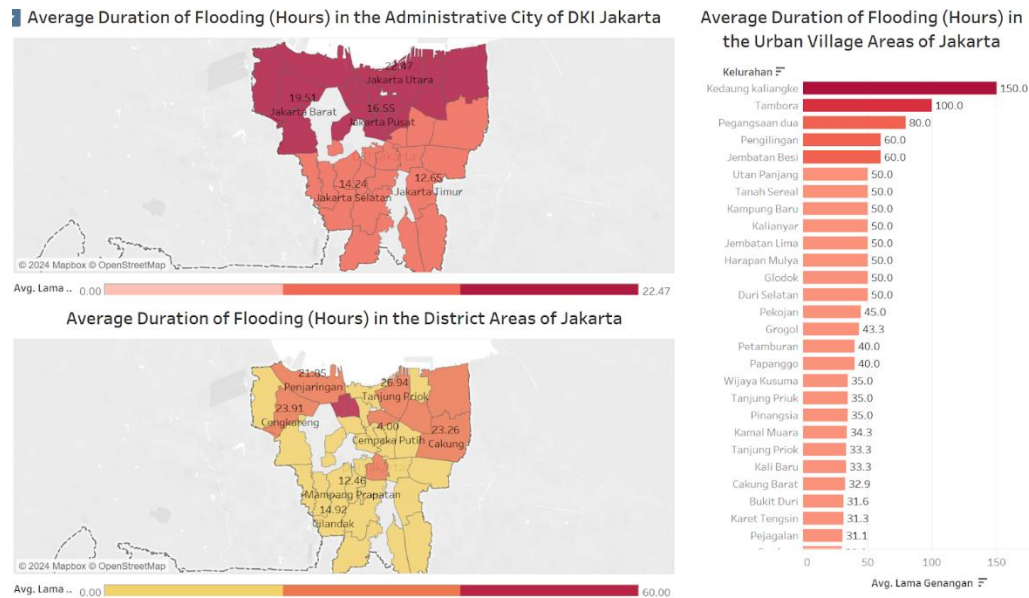 Average Duration of Flooding (Hours) in the Administrative City of DKI Jakarta
22.47
Jakarta Utara
19.51
Jakarta Barat
16.55
Jakarta Pusat
12.65
Jakarta Timur
14.24
Jakarta Selatan
© 2024 Mapbox © OpenStreetMap
Avg. Lama .. 0.00 22.47
Average Duration of Flooding (Hours) in the District Areas of Jakarta
21.85
Penjaringan
26.94
Tanjung Priok
23.91
Cengkareng
4.00
Cempaka Putih
23.26
Cakung
12.46
Mampang Prapatan
14.92
Cilandak
© 2024 Mapbox © OpenStreetMap
Avg. Lama .. 0.00 60.00
Average Duration of Flooding (Hours) in
the Urban Village Areas of Jakarta
Kelurahan
Kedaung kaliangke 150.0
Tambora 100.0
Pegangsaan dua 80.0
Pengilingan 60.0
Jembatan Besi 60.0
Utan Panjang 50.0
Tanah Sereal 50.0
Kampung Baru 50.0
Kalianyar 50.0
Jembatan Lima 50.0
Harapan Mulya 50.0
Glodok 50.0
Duri Selatan 50.0
Pekojan 45.0
Grogol 43.3
Petamburan 40.0
Papanggo 40.0
Wijaya Kusuma 35.0
Tanjung Priuk 35.0
Pinangsia 35.0
Kamal Muara 34.3
Tanjung Priok 33.3
Kali Baru 33.3
Cakung Barat 32.9
Bukit Duri 31.6
Karet Tengsin 31.3
Pejagalan 31.1
0 50 100 150
Avg. Lama Genangan